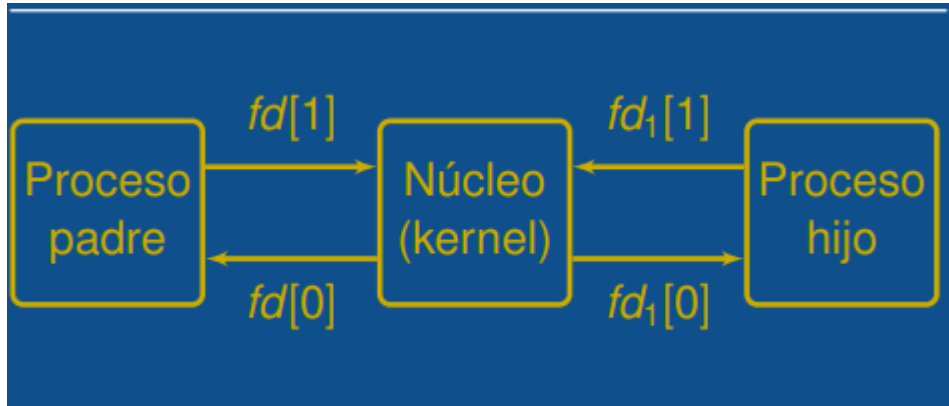 fd[1]
fd₁[1]
Proceso
padre
Núcleo
(kernel)
Proceso
hijo
fd[0]
fd₁[0]